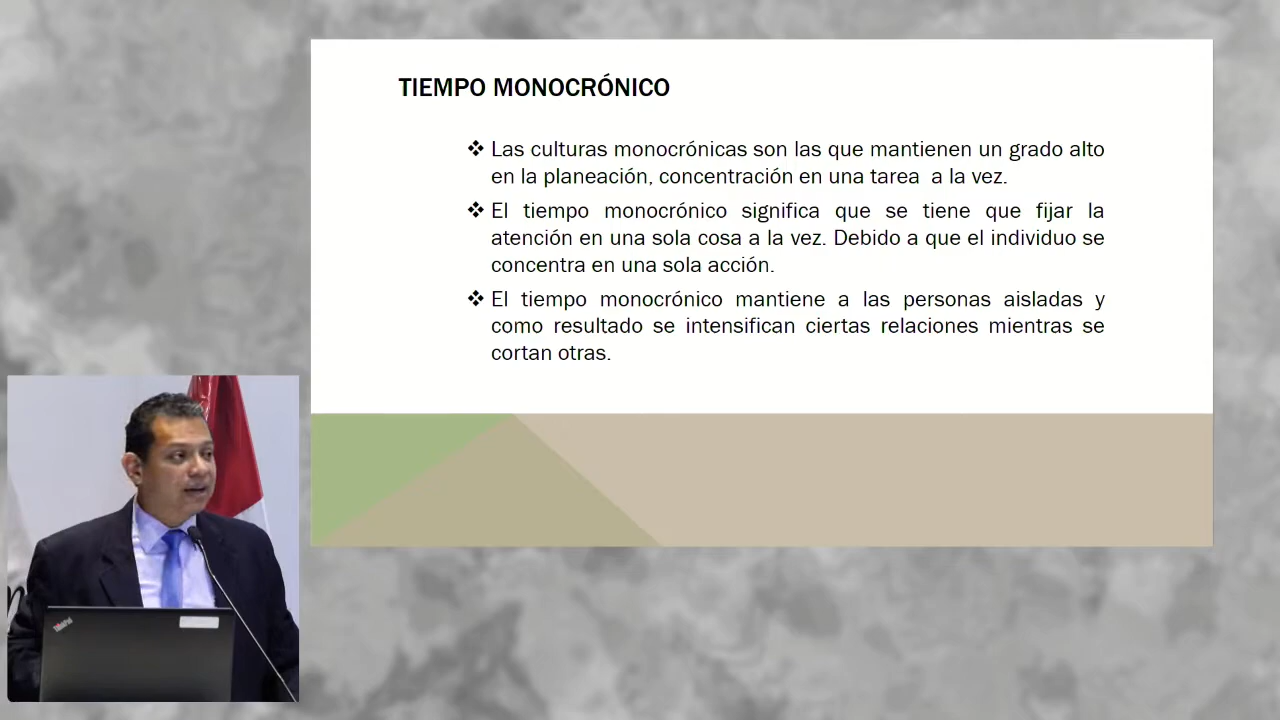 TIEMPO MONOCRÓNICO
❖ Las culturas monocrónicas son las que mantienen un grado alto
en la planeación, concentración en una tarea a la vez.
❖ El tiempo monocrónico significa que se tiene que fijar la
atención en una sola cosa a la vez. Debido a que el individuo se
concentra en una sola acción.
❖ El tiempo monocrónico mantiene a las personas aisladas y
como resultado se intensifican ciertas relaciones mientras se
cortan otras.
ThinkPad